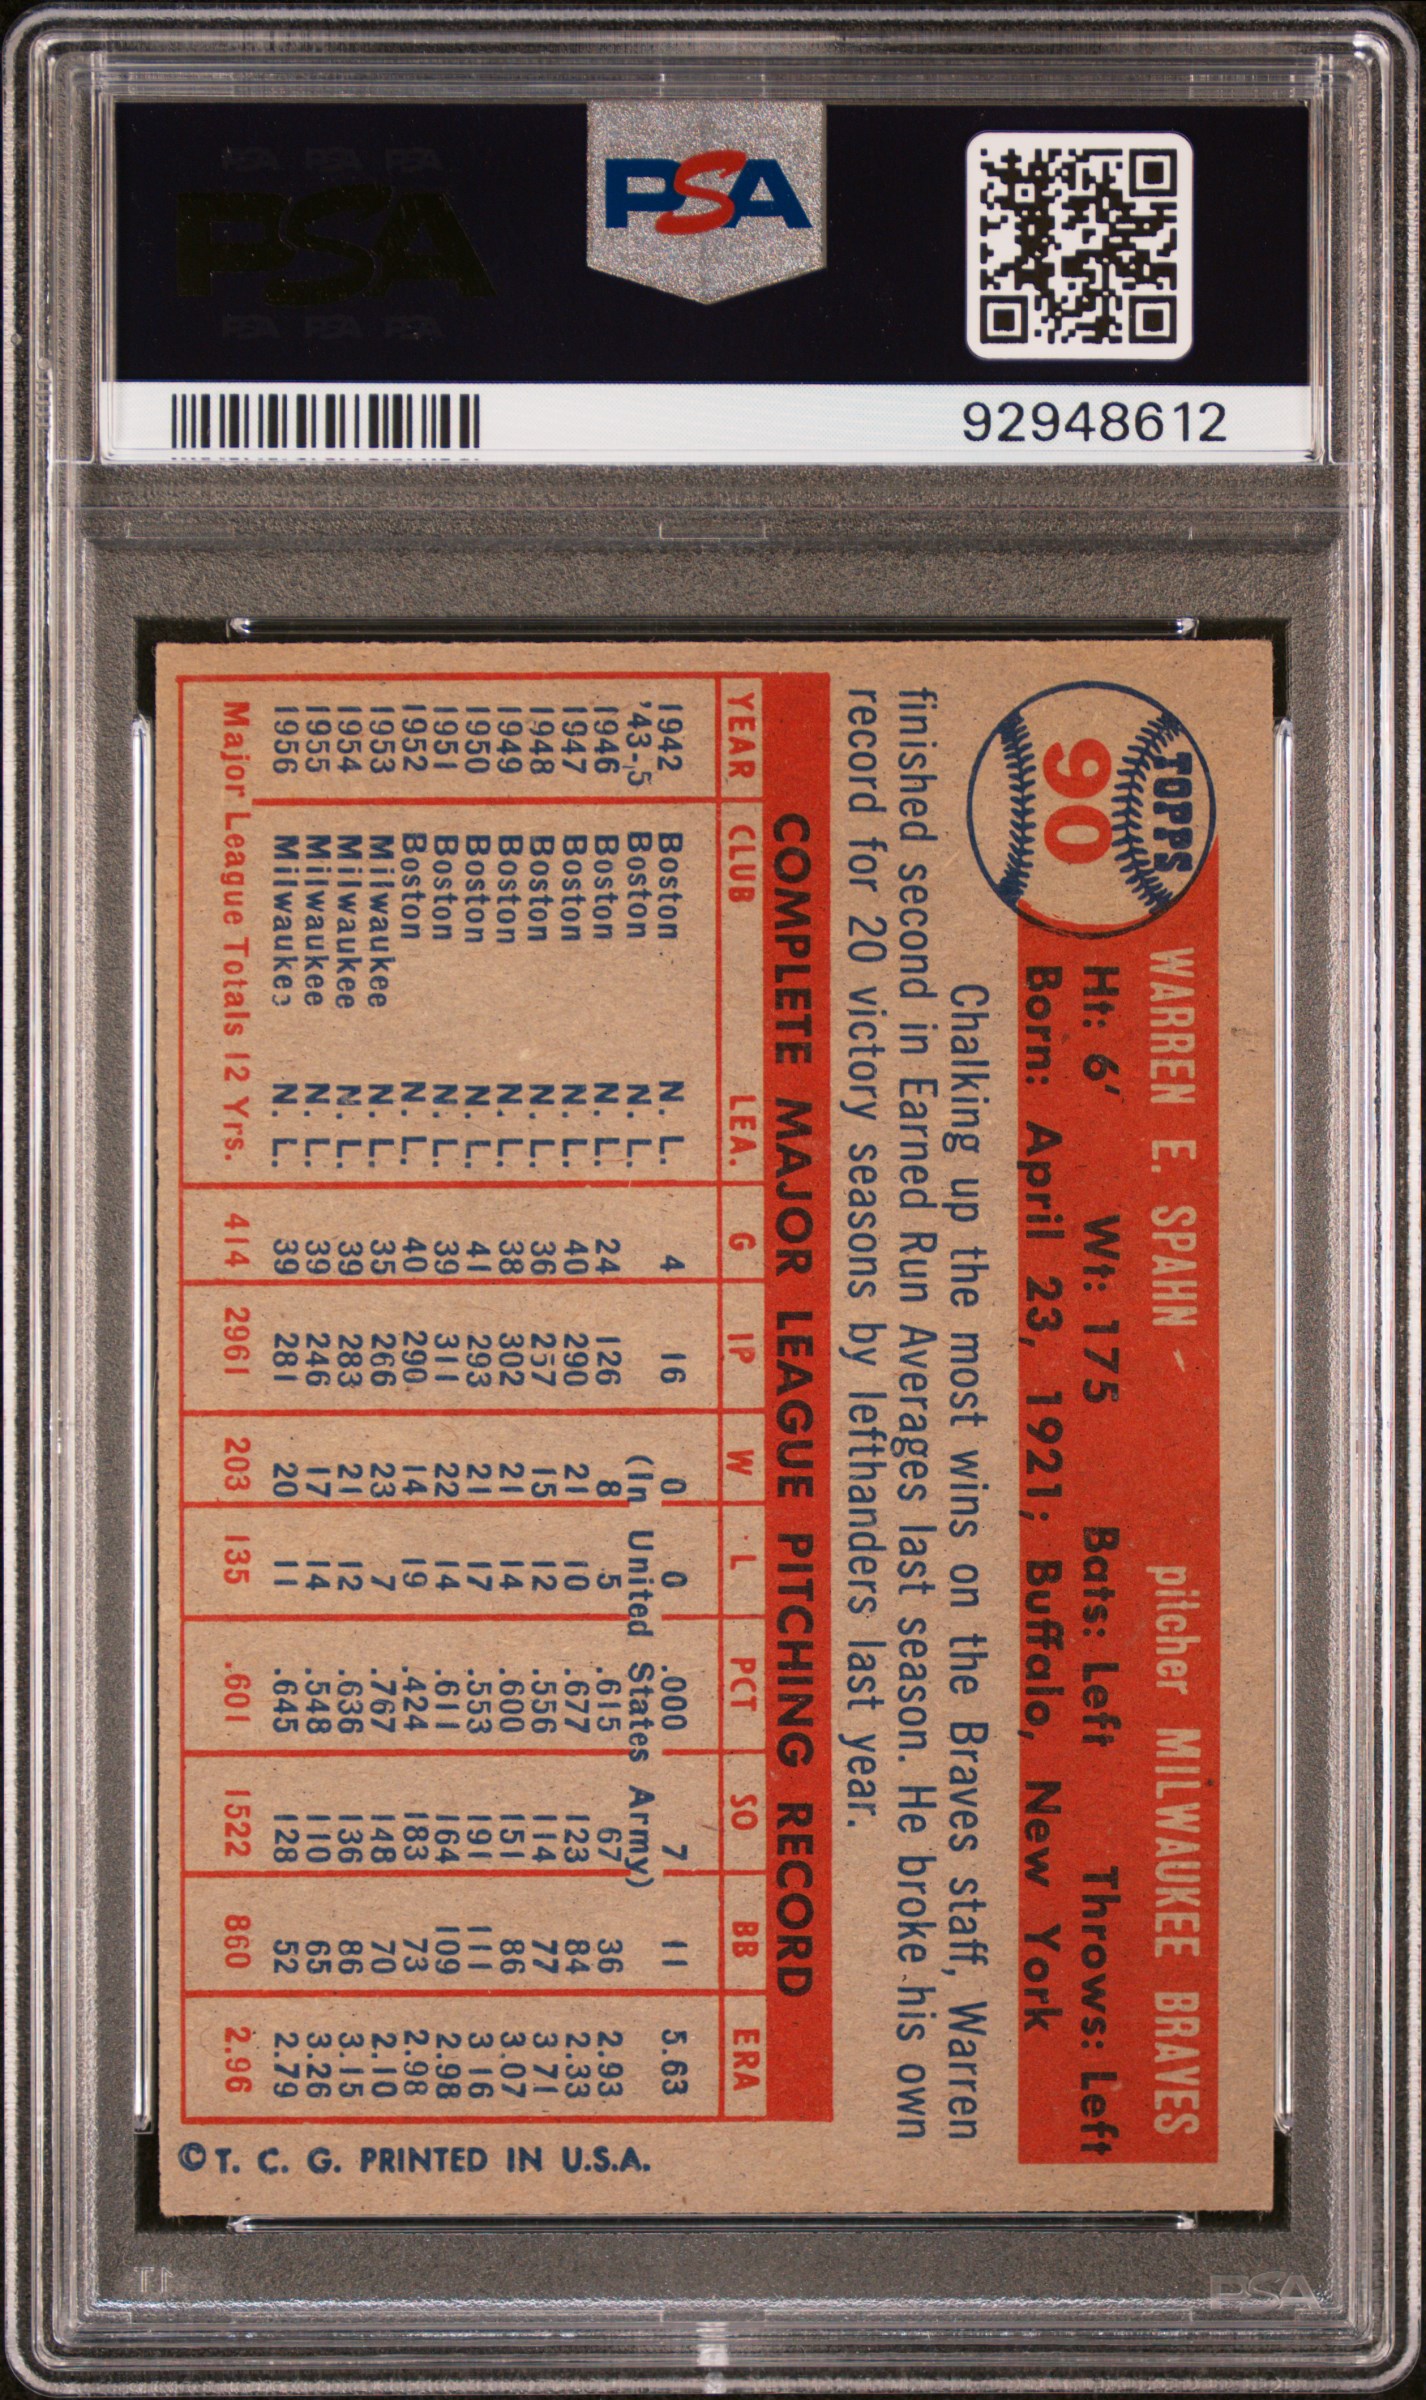 PSA PSA PSA
PSA
PSA PSA PSA
PSA
92948612
TOPPS
90
WARREN E. SPAHN - pitcher MILWAUKEE BRAVES
Ht: 6' Wt: 175 Bats: Left Throws: Left
Born: April 23, 1921; Buffalo, New York
Chalking up the most wins on the Braves staff, Warren
finished second in Earned Run Averages last season. He broke his own
record for 20 victory seasons by lefthanders last year.
COMPLETE MAJOR LEAGUE PITCHING RECORD
YEAR CLUB LEA. G IP W L PCT SO BB ERA
1942 Boston N. L. 4 16 0 0 .000 7 11 5.63
'43-5 Boston N. L. (In United States Army)
1946 Boston N. L. 24 126 8 5 .615 67 36 2.93
1947 Boston N. L. 40 290 21 10 .677 123 84 2.33
1948 Boston N. L. 36 257 15 12 .556 114 77 3.71
1949 Boston N. L. 38 302 21 14 .600 151 86 3.07
1950 Boston N. L. 41 293 21 17 .553 191 111 3.16
1951 Boston N. L. 39 311 22 14 .611 164 109 2.98
1952 Boston N. L. 40 290 14 19 .424 183 73 2.98
1953 Milwaukee N. L. 35 266 23 7 .767 148 70 2.10
1954 Milwaukee N. L. 39 283 21 12 .636 136 86 3.15
1955 Milwaukee N. L. 39 246 17 14 .548 110 65 3.26
1956 Milwaukee N. L. 39 281 20 11 .645 128 52 2.79
Major League Totals 12 Yrs. 414 2961 203 135 .601 1522 860 2.96
© T. C. G. PRINTED IN U.S.A.
PSA